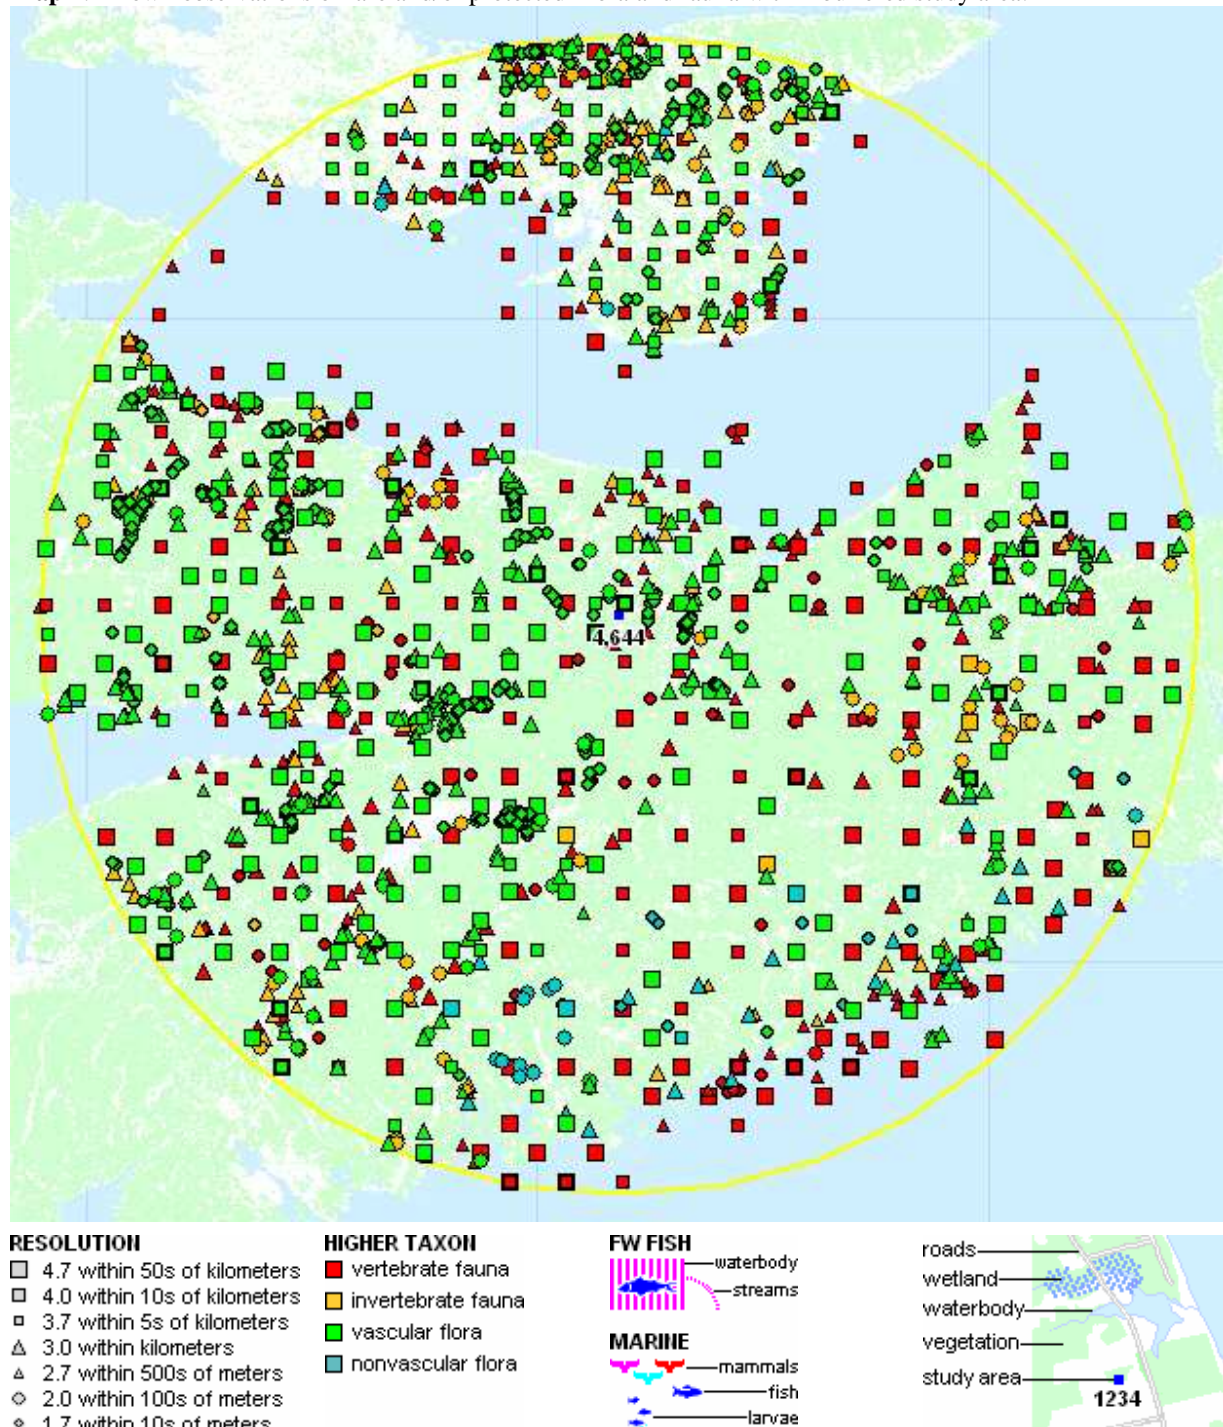 4,644
RESOLUTION
4.7 within 50s of kilometers
4.0 within 10s of kilometers
3.7 within 5s of kilometers
3.0 within kilometers
2.7 within 500s of meters
2.0 within 100s of meters
1.7 within 10s of meters
HIGHER TAXON
vertebrate fauna
invertebrate fauna
vascular flora
nonvascular flora
FW FISH
waterbody
streams
MARINE
mammals
fish
larvae
roads
wetland
waterbody
vegetation
study area
1234